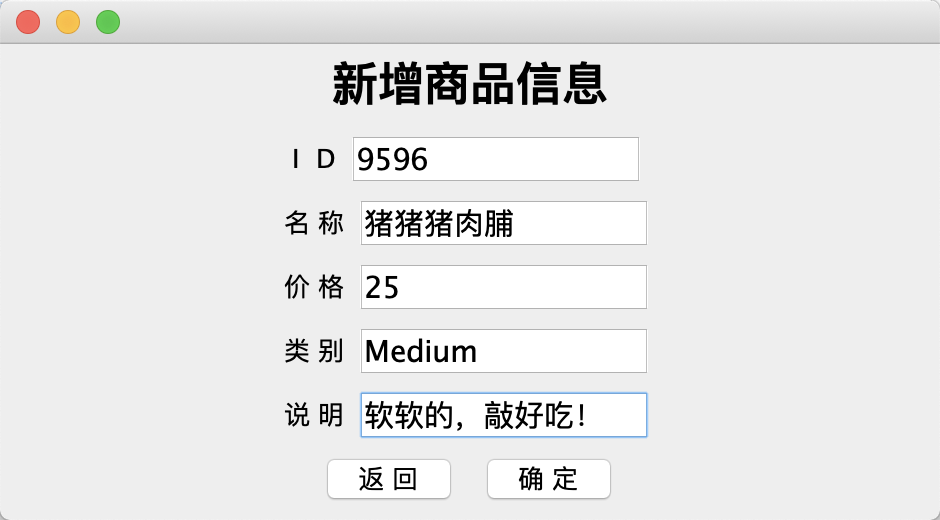 新增商品信息
I D 9596
名 称 猪猪猪肉脯
价 格 25
类 别 Medium
说 明 软软的，敲好吃！
返 回 确 定